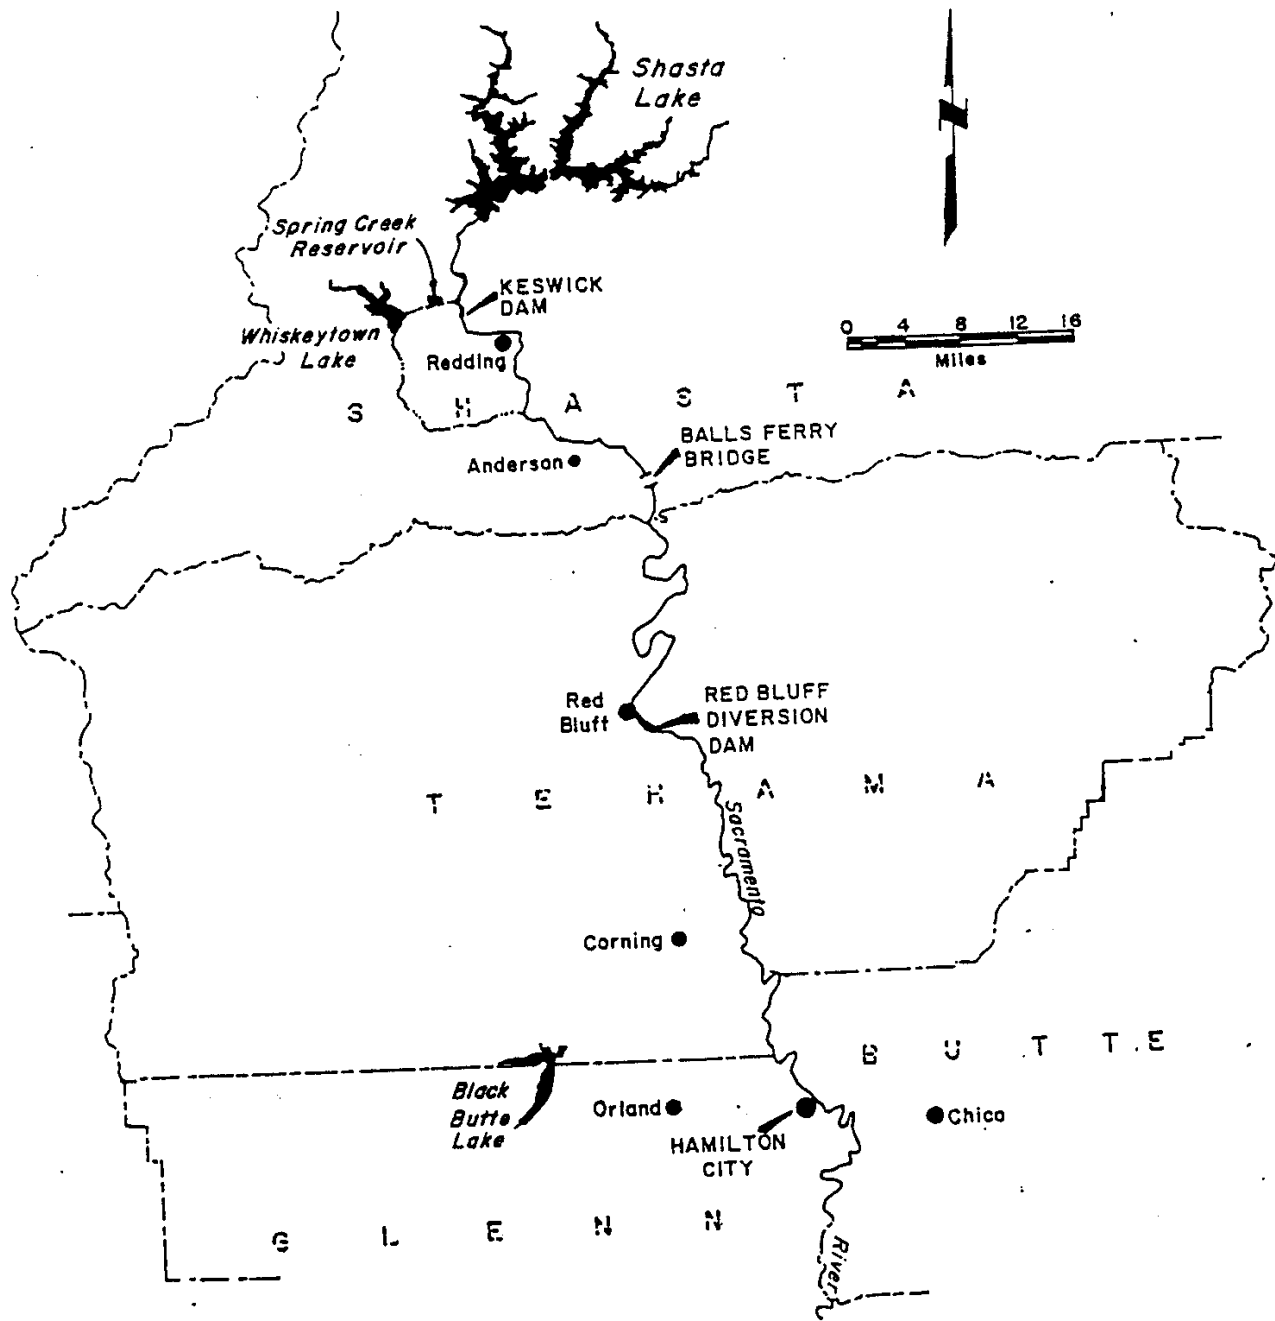 Shasta
Lake
Spring Creek
Reservoir
KESWICK
DAM
Whiskeytown
Lake
Redding
0 4 8 12 16
Miles
S H A S T A
BALLS FERRY
BRIDGE
Anderson
Red
Bluff
RED BLUFF
DIVERSION
DAM
T E H A M A
Sacramento
Corning
B U T T E
Black
Butte
Lake
Orland
HAMILTON
CITY
Chico
G L E N N
River